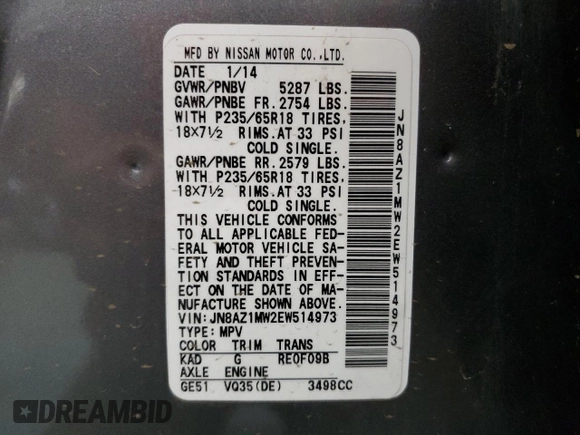 MFD BY NISSAN MOTOR CO.,LTD.
DATE 1/14
GVWR/PNBV 5287 LBS.
GAWR/PNBE FR. 2754 LBS.
WITH P235/65R18 TIRES,
18X7½ RIMS.AT 33 PSI
COLD SINGLE.
GAWR/PNBE RR. 2579 LBS.
WITH P235/65R18 TIRES,
18X7½ RIMS.AT 33 PSI
COLD SINGLE.
THIS VEHICLE CONFORMS
TO ALL APPLICABLE FED-
ERAL MOTOR VEHICLE SA-
FETY AND THEFT PREVEN-
TION STANDARDS IN EFF-
ECT ON THE DATE OF MA-
NUFACTURE SHOWN ABOVE.
VIN:JN8AZ1MW2EW514973
TYPE:MPV
COLOR TRIM TRANS
KAD G RE0F09B
AXLE ENGINE
GE51 VQ35(DE) 3498CC
JN8AZ1MW2EW514973
DREAMBID